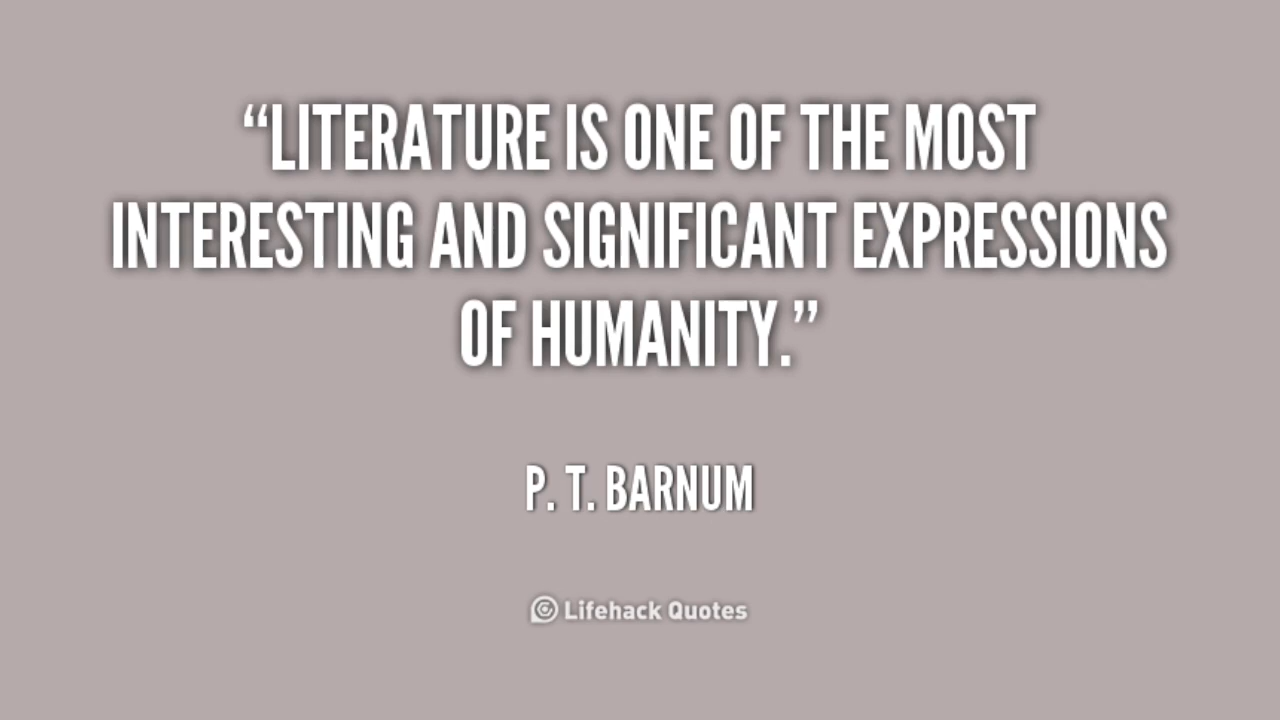 “LITERATURE IS ONE OF THE MOST
INTERESTING AND SIGNIFICANT EXPRESSIONS
OF HUMANITY.”
P. T. BARNUM
Lifehack Quotes